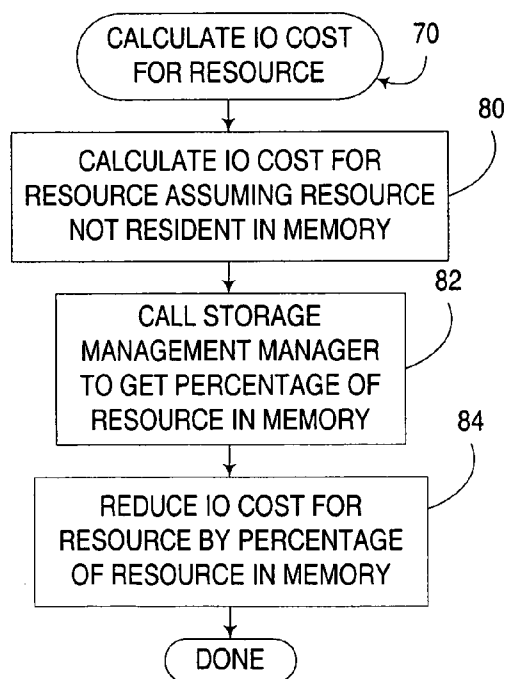 CALCULATE IO COST
FOR RESOURCE
70
80
CALCULATE IO COST FOR
RESOURCE ASSUMING RESOURCE
NOT RESIDENT IN MEMORY
82
CALL STORAGE
MANAGEMENT MANAGER
TO GET PERCENTAGE OF
RESOURCE IN MEMORY
84
REDUCE IO COST FOR
RESOURCE BY PERCENTAGE
OF RESOURCE IN MEMORY
DONE